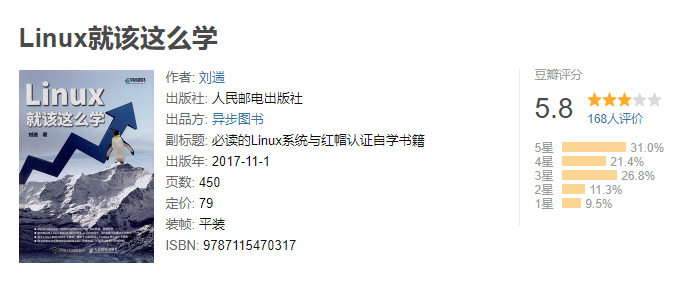 Linux就该这么学
Linux
就该这么学
刘遄 著
作者: 刘遄
出版社: 人民邮电出版社
出品方: 异步图书
副标题: 必读的Linux系统与红帽认证自学书籍
出版年: 2017-11-1
页数: 450
定价: 79
装帧: 平装
ISBN: 9787115470317
豆瓣评分
5.8
168人评价
5星 31.0%
4星 21.4%
3星 26.8%
2星 11.3%
1星 9.5%